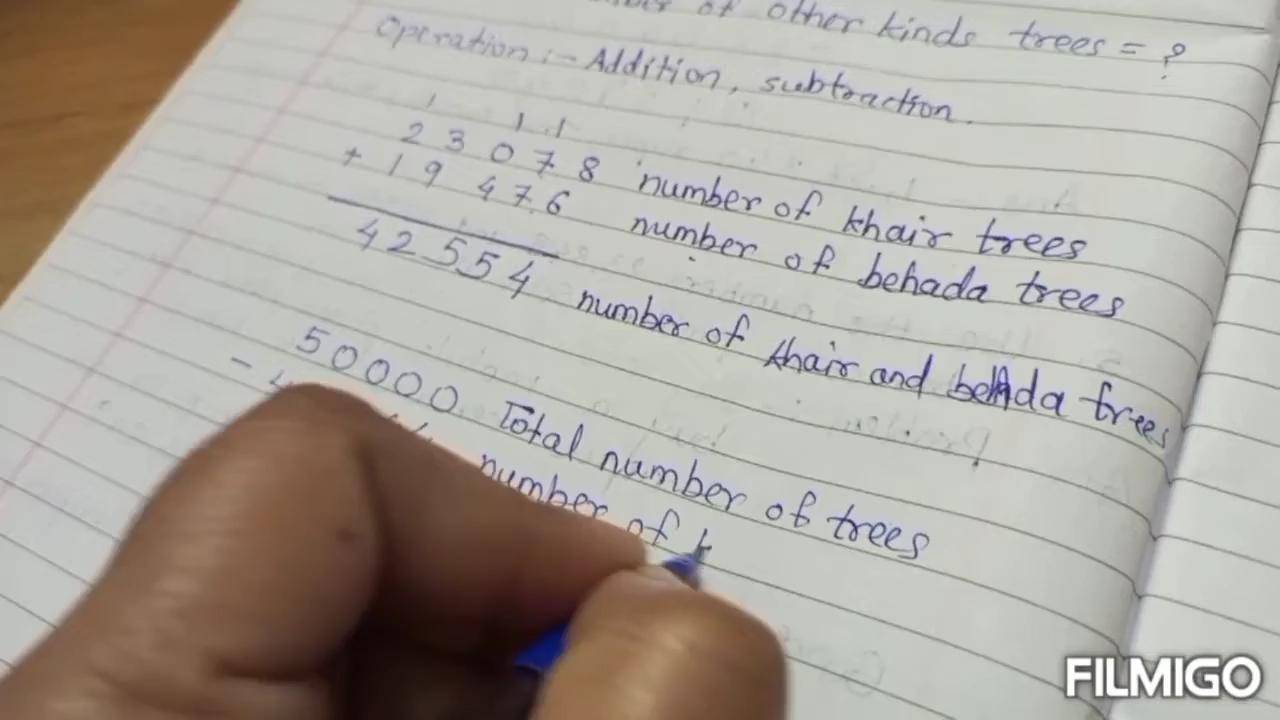 of other kinds trees = ?
Operation :- Addition, subtraction.
1 1 1
2 3 0 7 8 number of khair trees
+ 1 9 4 7 6 number of behada trees
4 2 5 5 4 number of khair and behada trees
5 0 0 0 0 Total number of trees
- number of
FILMIGO